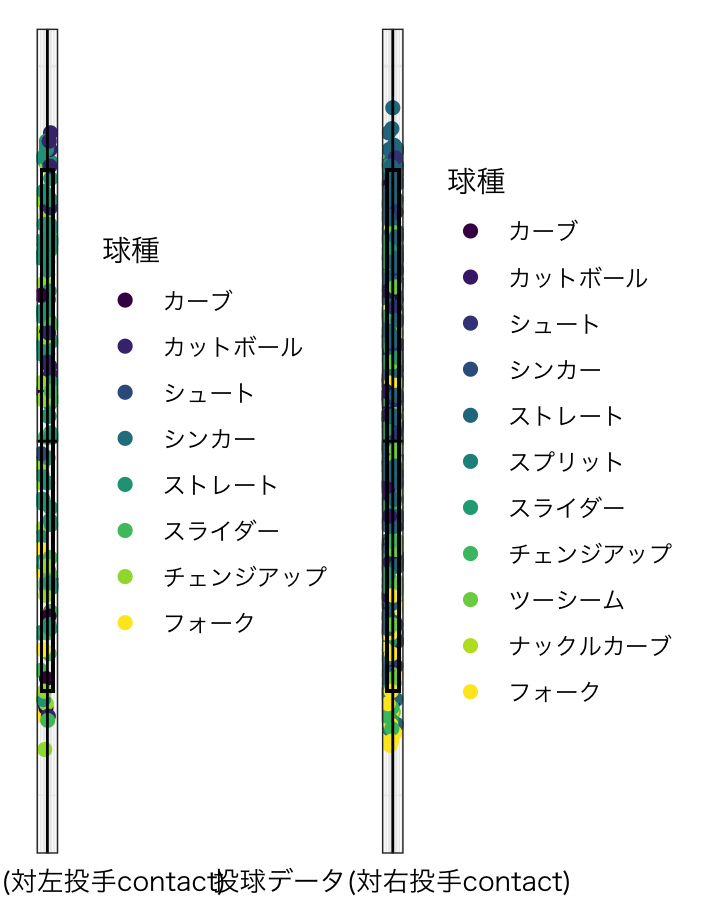 球種
カーブ
カットボール
シュート
シンカー
ストレート
スライダー
チェンジアップ
フォーク
球種
カーブ
カットボール
シュート
シンカー
ストレート
スプリット
スライダー
チェンジアップ
ツーシーム
ナックルカーブ
フォーク
(対左投手contact)
投球データ(対右投手contact)